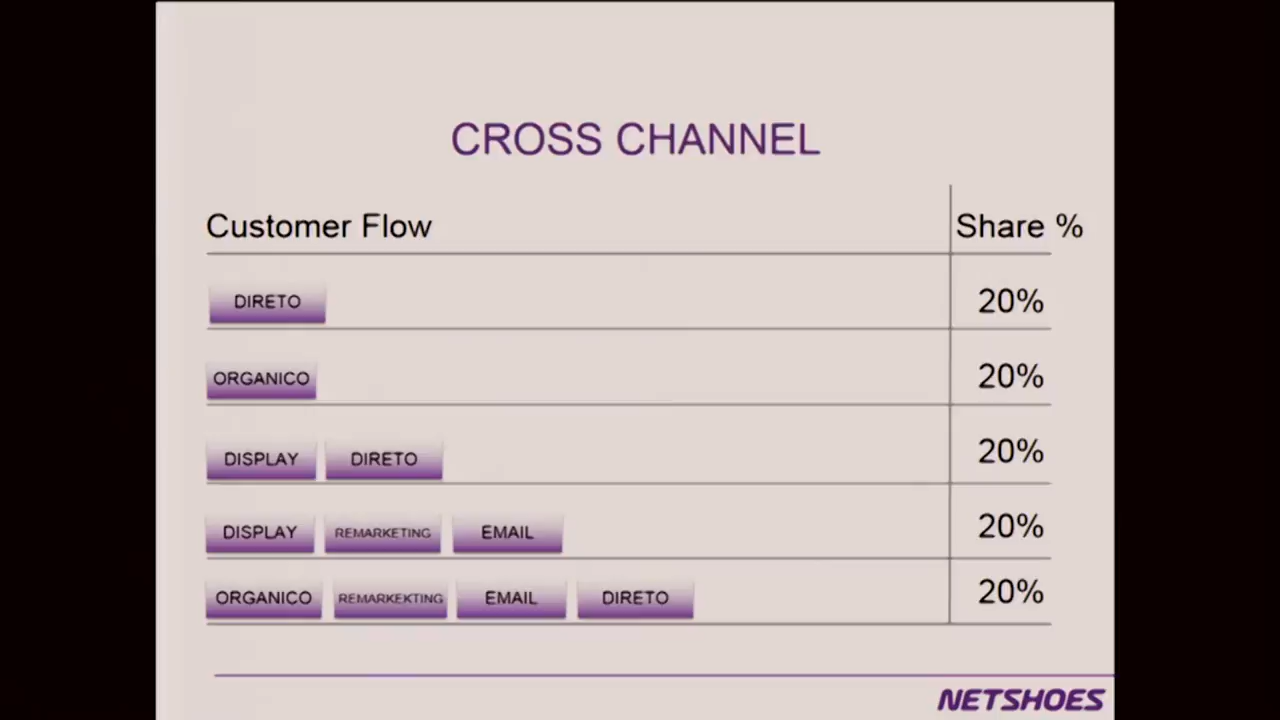 CROSS CHANNEL
Customer Flow Share %
DIRETO 20%
ORGANICO 20%
DISPLAY DIRETO 20%
DISPLAY REMARKETING EMAIL 20%
ORGANICO REMARKEKTING EMAIL DIRETO 20%
NETSHOES